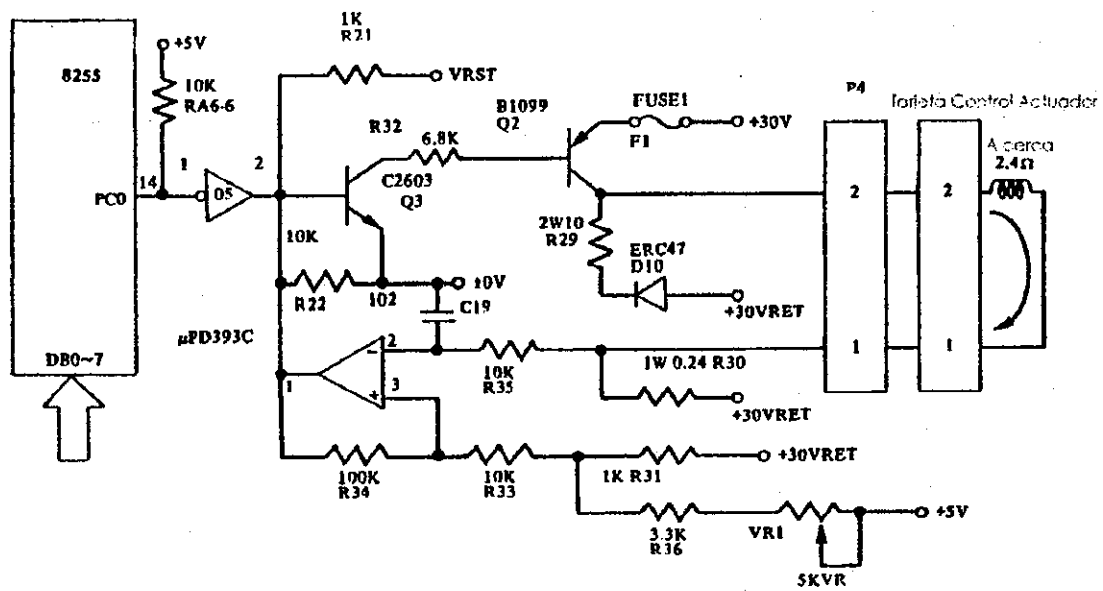 1K
R21
+5V
VRST
8255
10K
RA6-6
B1099
Q2
FUSE1
F1
+30V
P4
Tarjeta Control Actuador
A cerca
2.4Ω
R32
6.8K
1
2
14
PC0
05
C2603
Q3
2
2
2W10
R29
ERC47
D10
10K
R22
102
±0V
C19
+30VRET
μPD393C
2
1W 0.24 R30
1
1
DB0~7
1
10K
R35
3
+30VRET
100K
R34
10K
R33
1K R31
+30VRET
3.3K
R36
VR1
+5V
5KVR